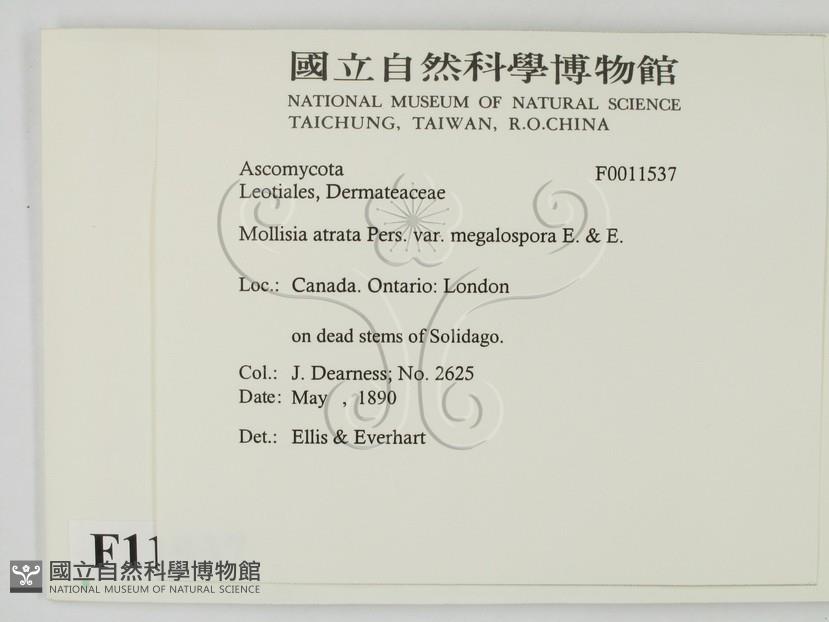 國立自然科學博物館
NATIONAL MUSEUM OF NATURAL SCIENCE
TAICHUNG, TAIWAN, R.O.CHINA
Ascomycota F0011537
Leotiales, Dermateaceae
Mollisia atrata Pers. var. megalospora E. & E.
Loc.: Canada. Ontario: London
on dead stems of Solidago.
Col.: J. Dearness; No. 2625
Date: May , 1890
Det.: Ellis & Everhart
F11
國立自然科學博物館
NATIONAL MUSEUM OF NATURAL SCIENCE